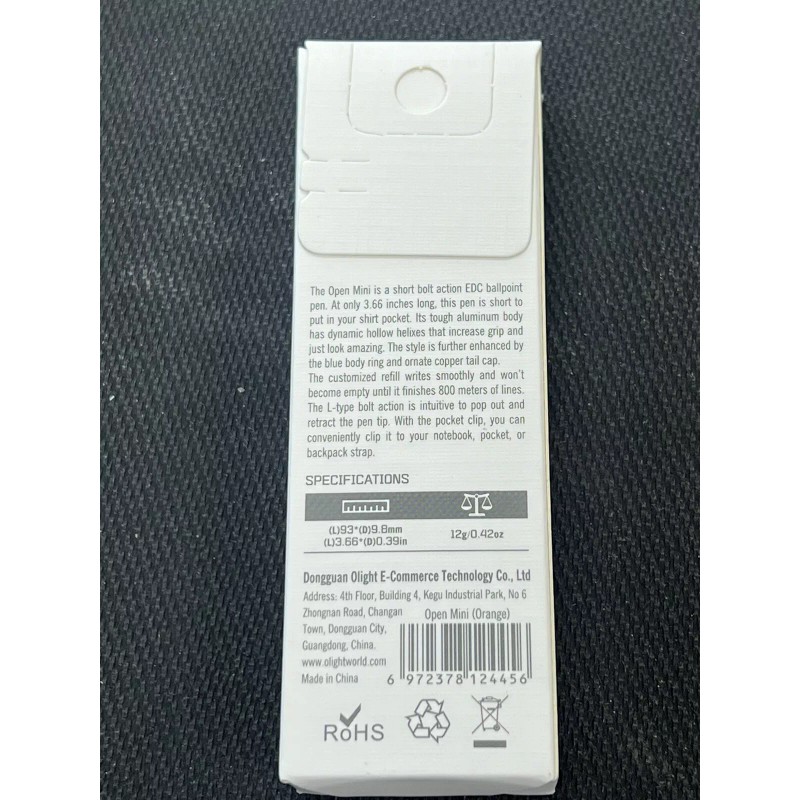 The Open Mini is a short bolt action EDC ballpoint
pen. At only 3.66 inches long, this pen is short to
put in your shirt pocket. Its tough aluminum body
has dynamic hollow helixes that increase grip and
just look amazing. The style is further enhanced by
the blue body ring and ornate copper tail cap.
The customized refill writes smoothly and won't
become empty until it finishes 800 meters of lines.
The L-type bolt action is intuitive to pop out and
retract the pen tip. With the pocket clip, you can
conveniently clip it to your notebook, pocket, or
backpack strap.
SPECIFICATIONS
(L)93*(D)9.8mm
(L)3.66*(D)0.39in
12g/0.42oz
Dongguan Olight E-Commerce Technology Co., Ltd
Address: 4th Floor, Building 4, Kegu Industrial Park, No 6
Zhongnan Road, Changan
Town, Dongguan City,
Guangdong, China.
www.olightworld.com
Made in China
Open Mini (Orange)
6 972378 124456
RoHS